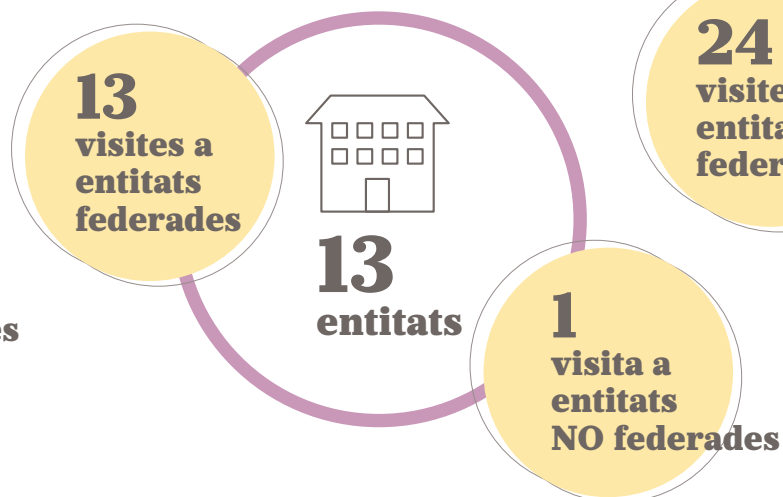 13
visites a
entitats
federades
13
entitats
1
visita a
entitats
NO federades
24